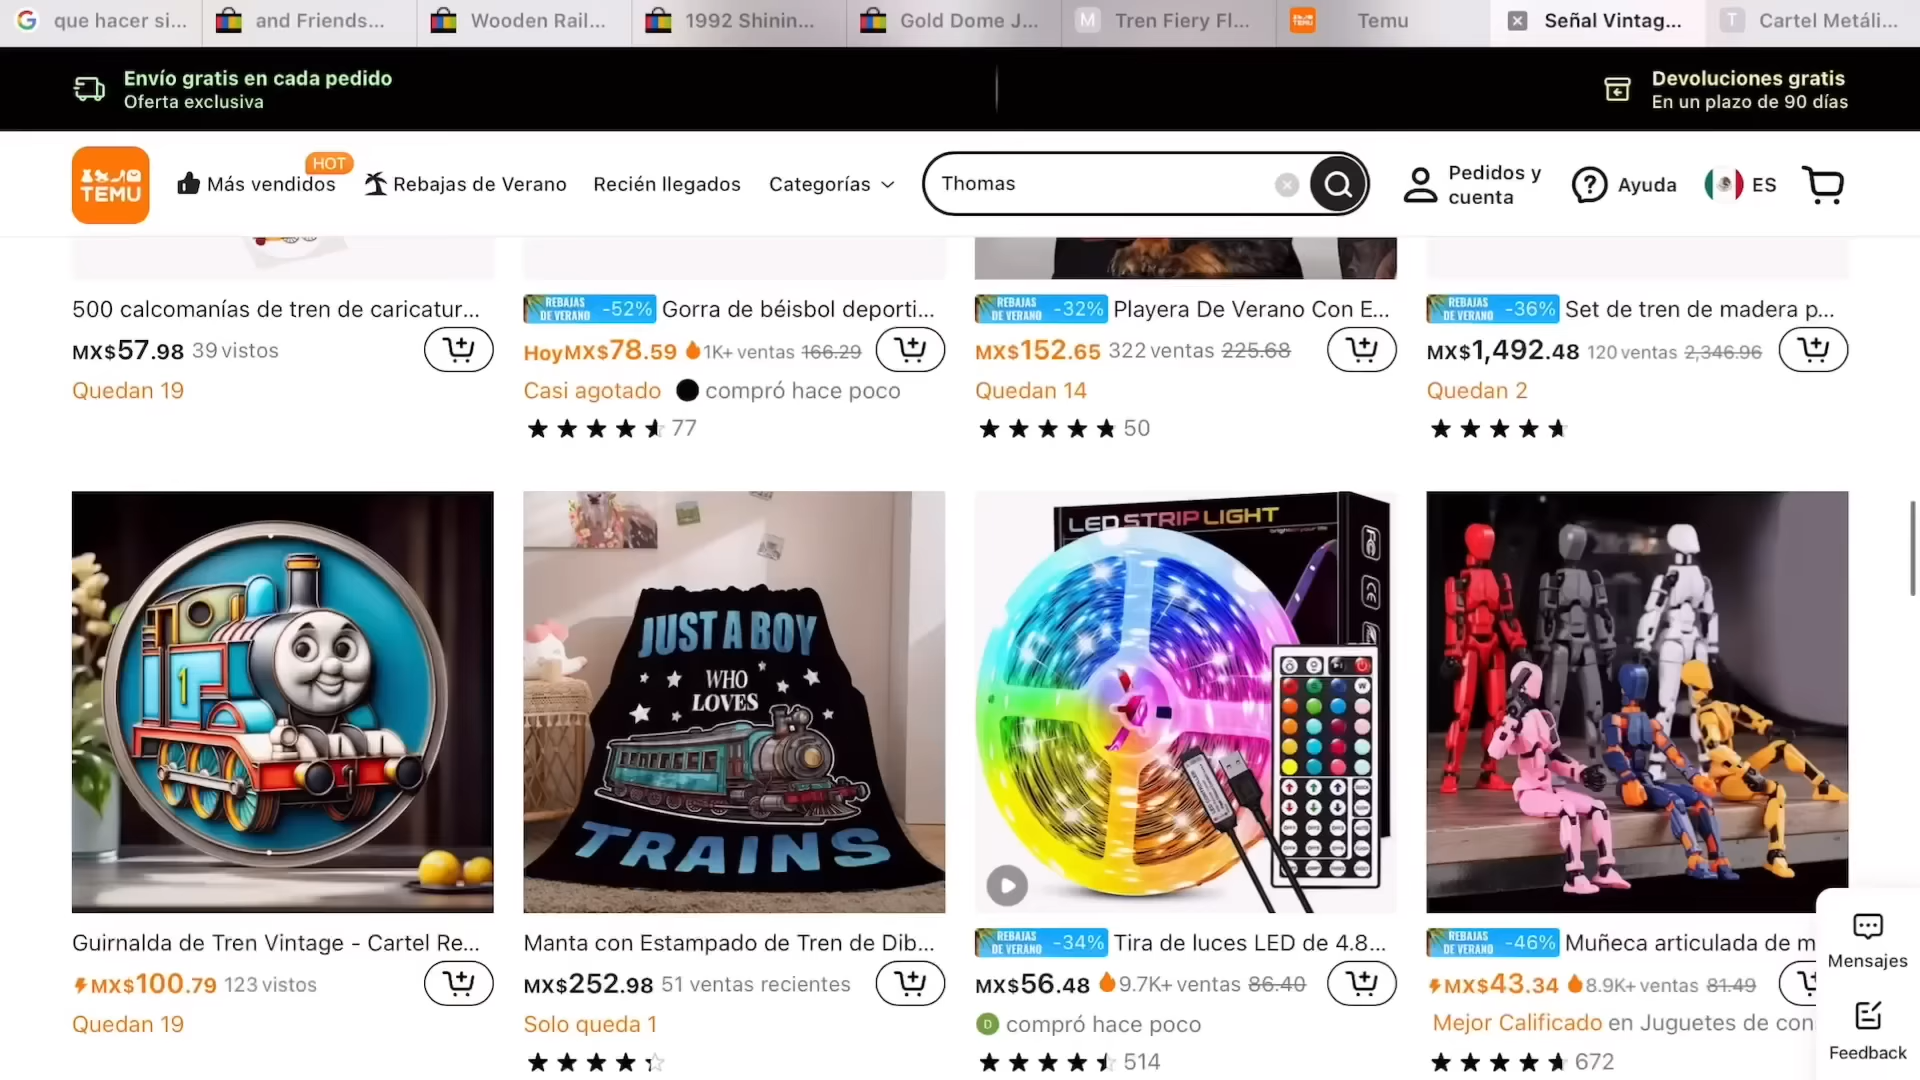 que hacer si...
and Friends...
Wooden Rail...
1992 Shinin...
Gold Dome J...
M Tren Fiery Fl...
Temu
Señal Vintag...
T Cartel Metáli...
Envío gratis en cada pedido
Oferta exclusiva
Devoluciones gratis
En un plazo de 90 días
TEMU
Más vendidos
HOT
Rebajas de Verano
Recién llegados
Categorías
Thomas
Pedidos y
cuenta
Ayuda
ES
500 calcomanías de tren de caricatur...
MX$57.98 39 vistos
Quedan 19
REBAJAS
DE VERANO -52% Gorra de béisbol deporti...
Hoy MX$78.59 1K+ ventas 166.29
Casi agotado compró hace poco
77
REBAJAS
DE VERANO -32% Playera De Verano Con E...
MX$152.65 322 ventas 225.68
Quedan 14
50
REBAJAS
DE VERANO -36% Set de tren de madera p...
MX$1,492.48 120 ventas 2,346.96
Quedan 2
1
Guirnalda de Tren Vintage - Cartel Re...
MX$100.79 123 vistos
Quedan 19
JUST A BOY
WHO
LOVES
TRAINS
Manta con Estampado de Tren de Dib...
MX$252.98 51 ventas recientes
Solo queda 1
LED STRIP LIGHT
REBAJAS
DE VERANO -34% Tira de luces LED de 4.8...
MX$56.48 9.7K+ ventas 86.40
D compró hace poco
514
REBAJAS
DE VERANO -46% Muñeca articulada de m
MX$43.34 8.9K+ ventas 81.49
Mejor Calificado en Juguetes de con
672
Mensajes
Feedback